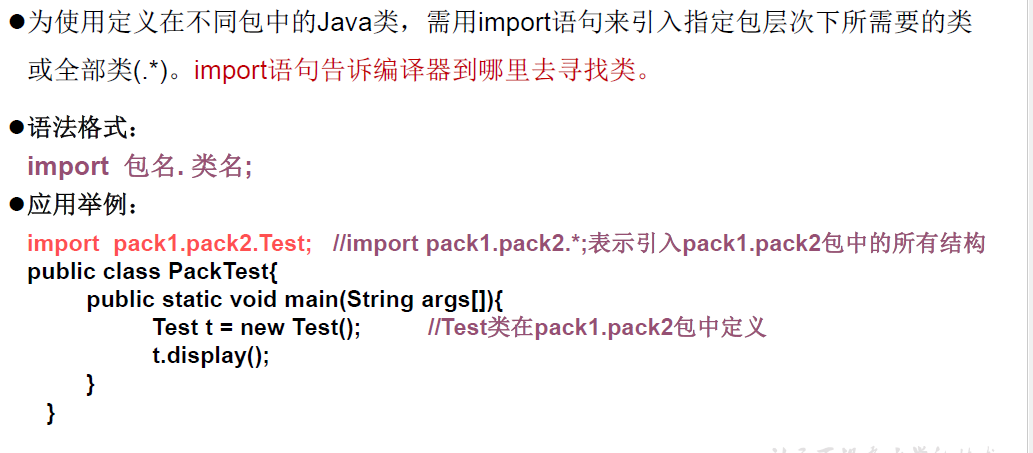 ●为使用定义在不同包中的Java类，需用import语句来引入指定包层次下所需要的类
或全部类(.*)。import语句告诉编译器到哪里去寻找类。
●语法格式：
import 包名. 类名;
●应用举例：
import pack1.pack2.Test; //import pack1.pack2.*;表示引入pack1.pack2包中的所有结构
public class PackTest{
public static void main(String args[]){
Test t = new Test(); //Test类在pack1.pack2包中定义
t.display();
}
}